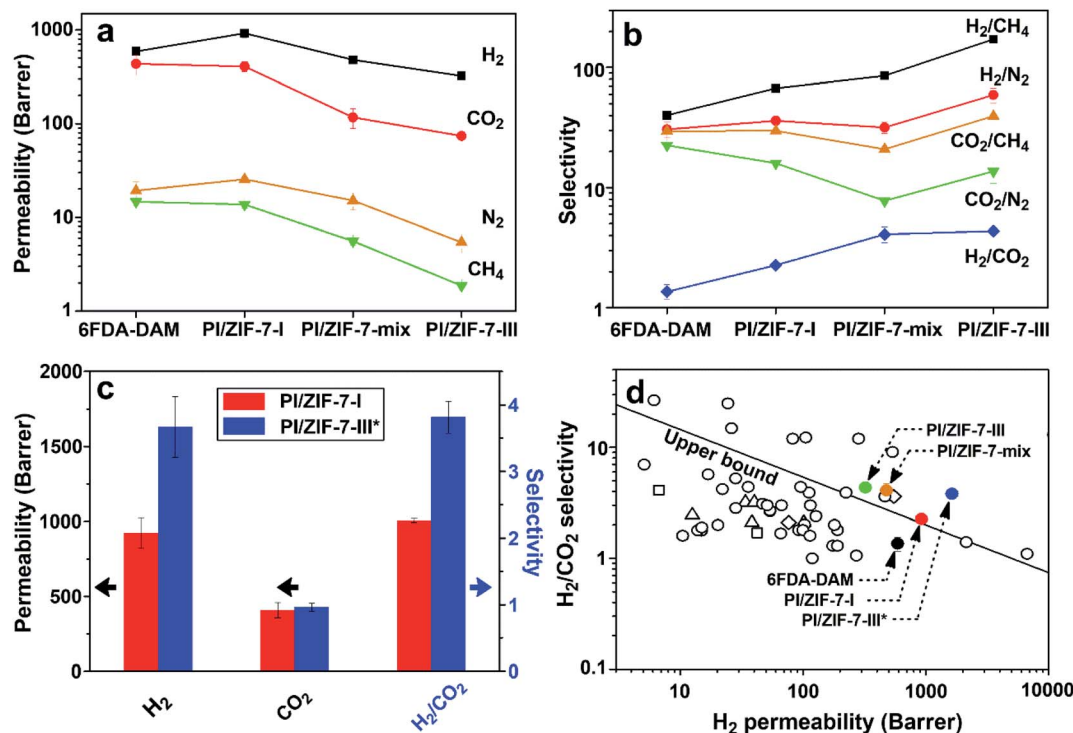 a
Permeability (Barrer)
1000
100
10
1
H2
CO2
N2
CH4
6FDA-DAM PI/ZIF-7-I PI/ZIF-7-mix PI/ZIF-7-III
b
Selectivity
100
10
1
H2/CH4
H2/N2
CO2/CH4
CO2/N2
H2/CO2
6FDA-DAM PI/ZIF-7-I PI/ZIF-7-mix PI/ZIF-7-III
c
Permeability (Barrer)
2000
1750
1500
1250
1000
750
500
250
0
PI/ZIF-7-I
PI/ZIF-7-III*
4
3
2
1
0
Selectivity
H2 CO2 H2/CO2
d
H2/CO2 selectivity
10
1
0.1
Upper bound
PI/ZIF-7-III
PI/ZIF-7-mix
6FDA-DAM
PI/ZIF-7-I
PI/ZIF-7-III*
10 100 1000 10000
H2 permeability (Barrer)